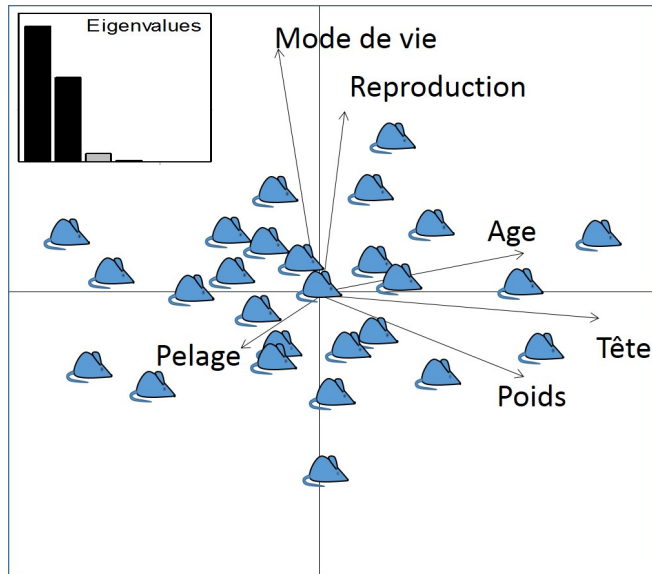 Eigenvalues
Mode de vie
Reproduction
Age
Tête
Pelage
Poids